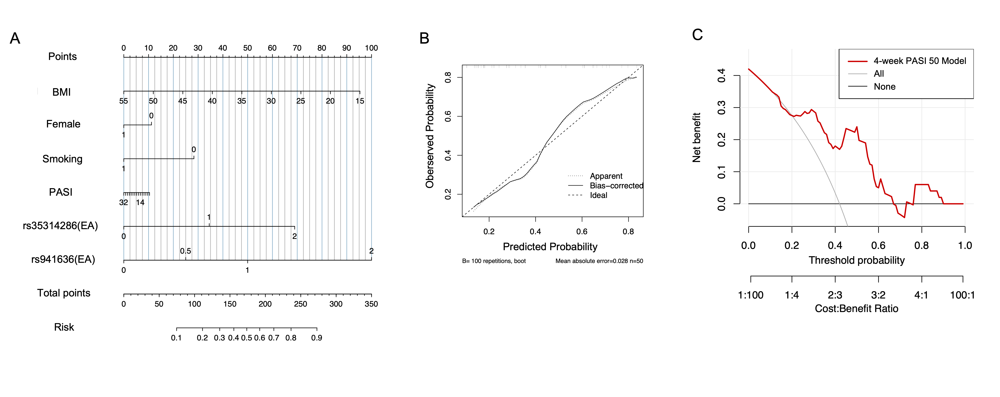 A
Points
0 10 20 30 40 50 60 70 80 90 100
BMI
55 50 45 40 35 30 25 20 15
Female
0
1
Smoking
0
1
PASI
32 14
rs35314286(EA)
1
0 2
rs941636(EA)
0.5 2
0 1
Total points
0 50 100 150 200 250 300 350
Risk
0.1 0.2 0.3 0.4 0.5 0.6 0.7 0.8 0.9
B
Oberserved Probability
0.8
0.6
0.4
0.2
Apparent
Bias-corrected
Ideal
0.2 0.4 0.6 0.8
Predicted Probability
B= 100 repetitions, boot
Mean absolute error=0.028 n=50
C
4-week PASI 50 Model
All
None
Net benefit
0.4
0.3
0.2
0.1
0.0
0.0 0.2 0.4 0.6 0.8 1.0
Threshold probability
1:100 1:4 2:3 3:2 4:1 100:1
Cost:Benefit Ratio